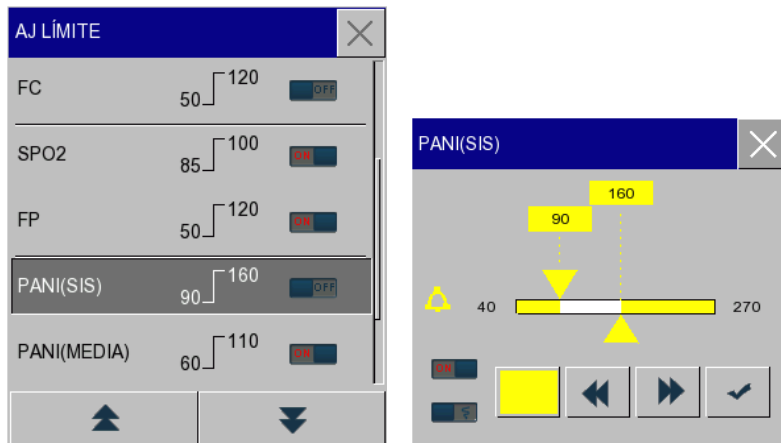 AJ LÍMITE
FC 50 120 OFF
SPO2 85 100 ON
FP 50 120 ON
PANI(SIS) 90 160 OFF
PANI(MEDIA) 60 110 ON
PANI(SIS)
160
90
40 270
ON